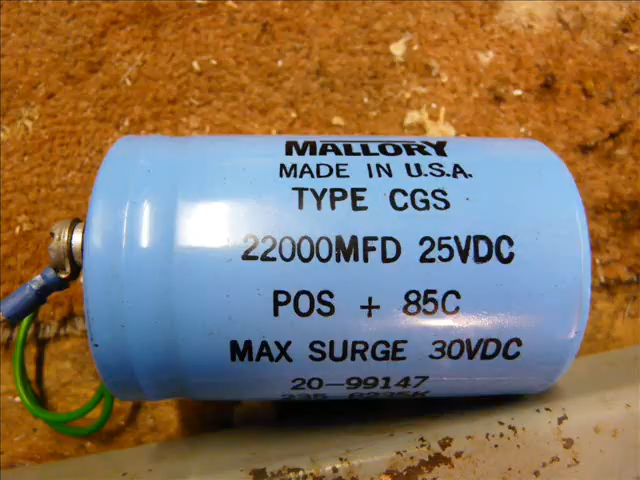 MALLORY
MADE IN U.S.A.
TYPE CGS
22000MFD 25VDC
POS + 85C
MAX SURGE 30VDC
20-99147